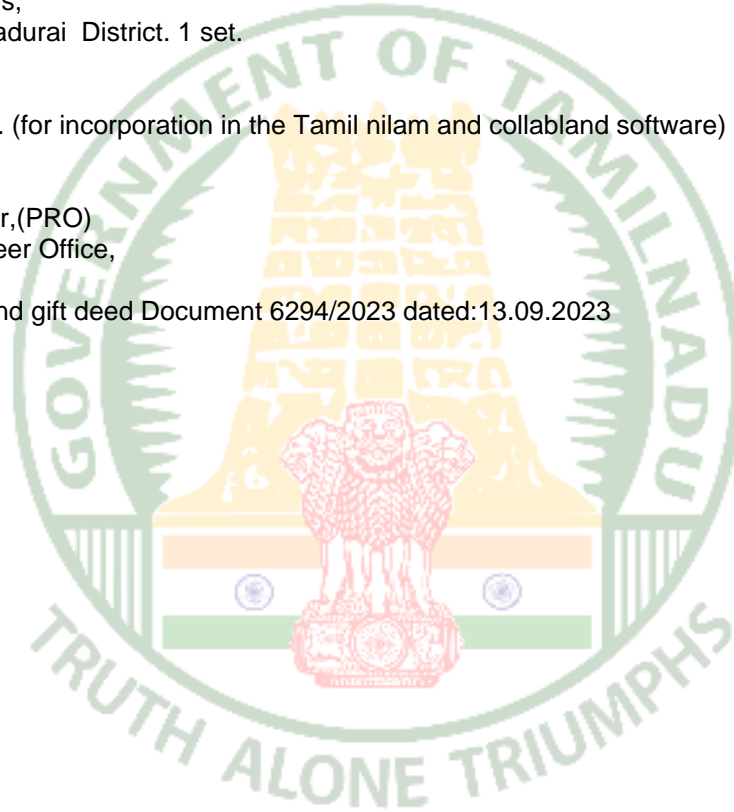 s,
adurai District. 1 set.
. (for incorporation in the Tamil nilam and collabland software)
r,(PRO)
eer Office,
nd gift deed Document 6294/2023 dated:13.09.2023
GOVERNMENT OF TAMILNADU
TRUTH ALONE TRIUMPHS